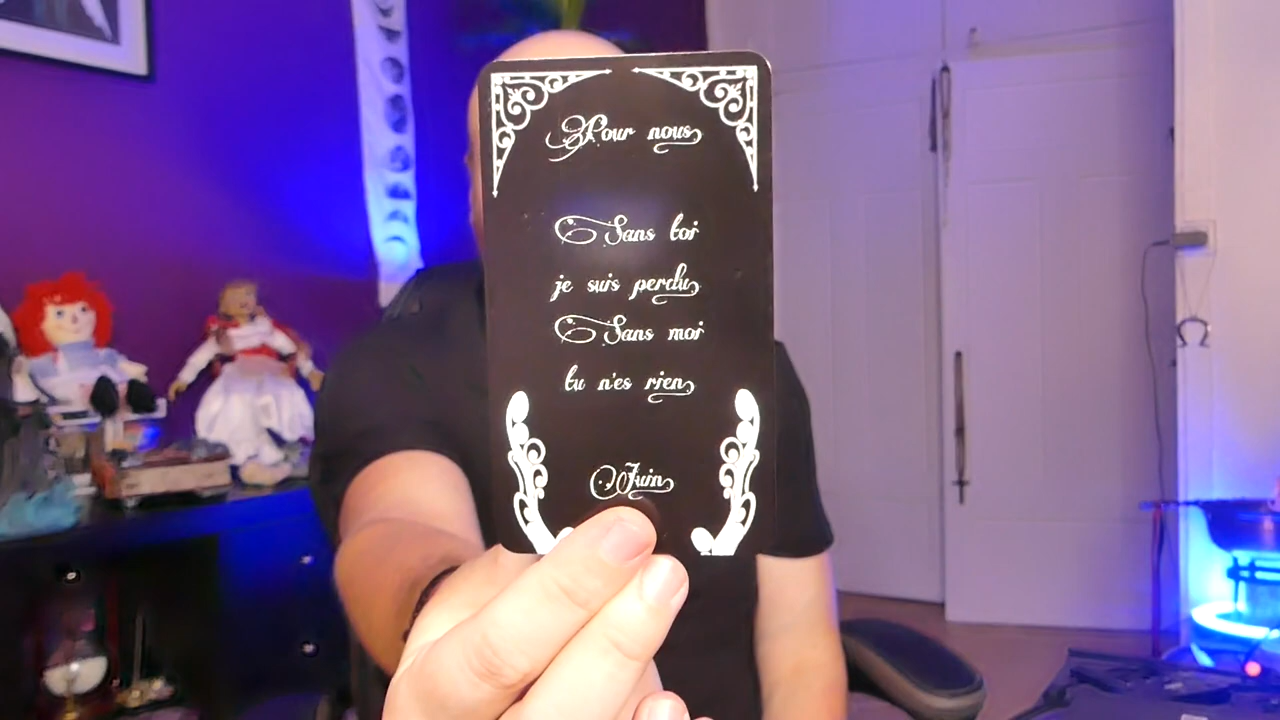 Pour nous
Sans toi
je suis perdu
Sans moi
tu n'es rien
Juin